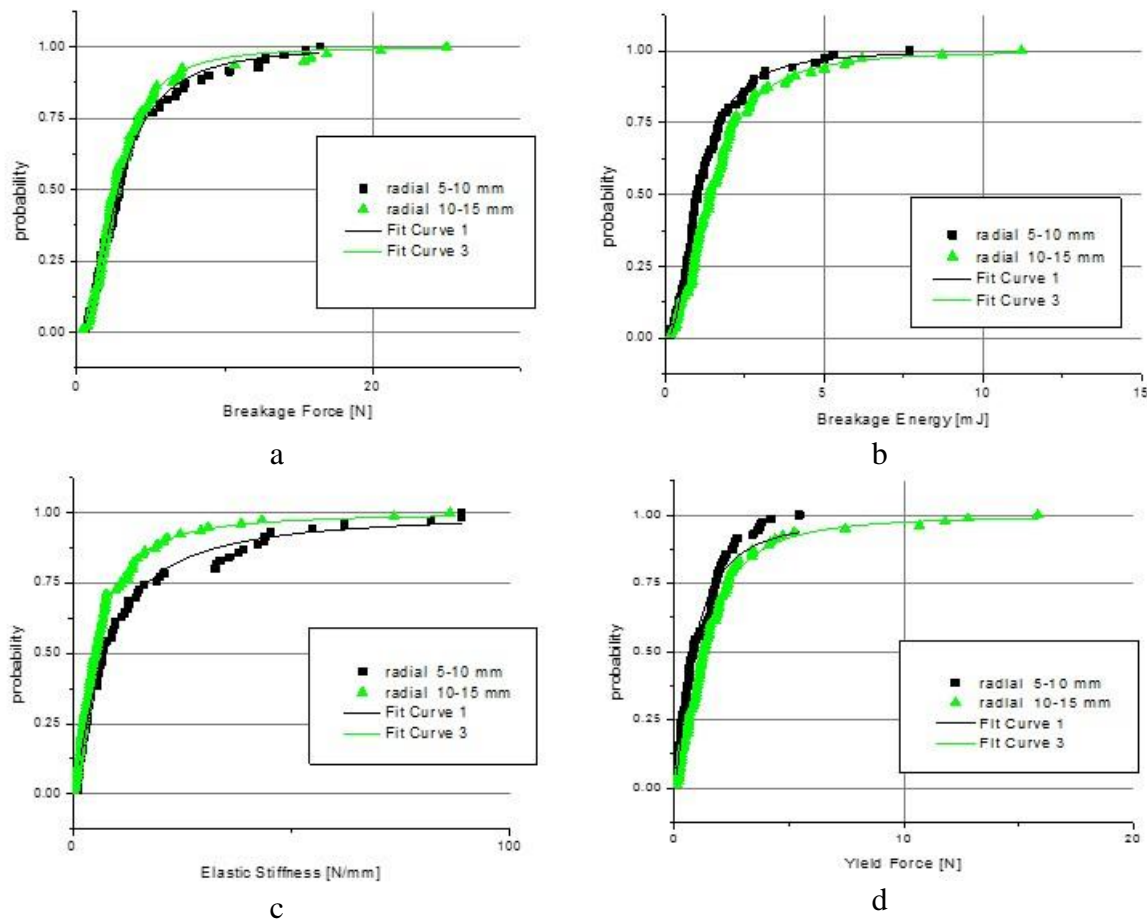 1.00
0.75
0.50
0.25
0.00
probability
radial 5-10 mm
radial 10-15 mm
Fit Curve 1
Fit Curve 3
0
20
Breakage Force [N]
a
1.00
0.75
0.50
0.25
0.00
probability
radial 5-10 mm
radial 10-15 mm
Fit Curve 1
Fit Curve 3
0
5
10
15
Breakage Energy [mJ]
b
1.00
0.75
0.50
0.25
0.00
probability
radial 5-10 mm
radial 10-15 mm
Fit Curve 1
Fit Curve 3
0
100
Elastic Stiffness [N/mm]
c
1.00
0.75
0.50
0.25
0.00
probability
radial 5-10 mm
radial 10-15 mm
Fit Curve 1
Fit Curve 3
0
10
20
Yield Force [N]
d